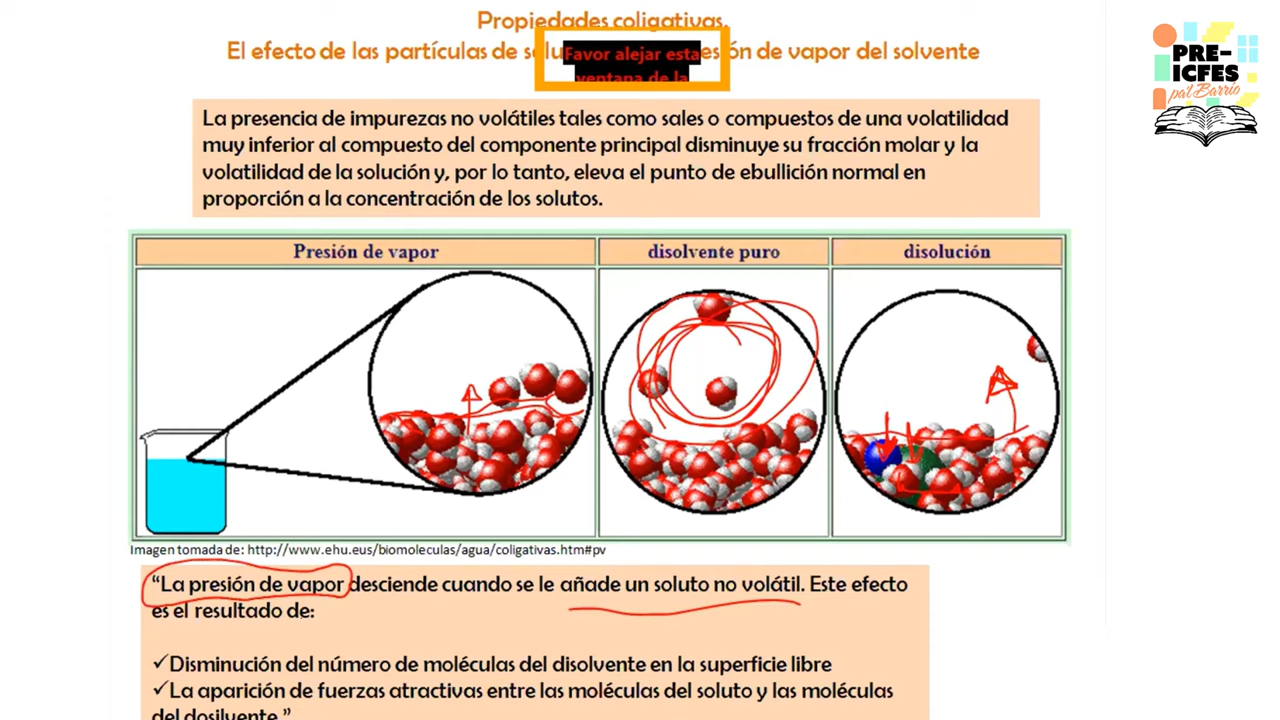 Propiedades coligativas.
El efecto de las partículas de solu esión de vapor del solvente
Favor alejar esta
ventana de la
PRE-
ICFES
pa'l Barrio
La presencia de impurezas no volátiles tales como sales o compuestos de una volatilidad
muy inferior al compuesto del componente principal disminuye su fracción molar y la
volatilidad de la solución y, por lo tanto, eleva el punto de ebullición normal en
proporción a la concentración de los solutos.
Presión de vapor
disolvente puro
disolución
Imagen tomada de: http://www.ehu.eus/biomoleculas/agua/coligativas.htm#pv
“La presión de vapor desciende cuando se le añade un soluto no volátil. Este efecto
es el resultado de:
✓Disminución del número de moléculas del disolvente en la superficie libre
✓La aparición de fuerzas atractivas entre las moléculas del soluto y las moléculas
del dosilvente.”